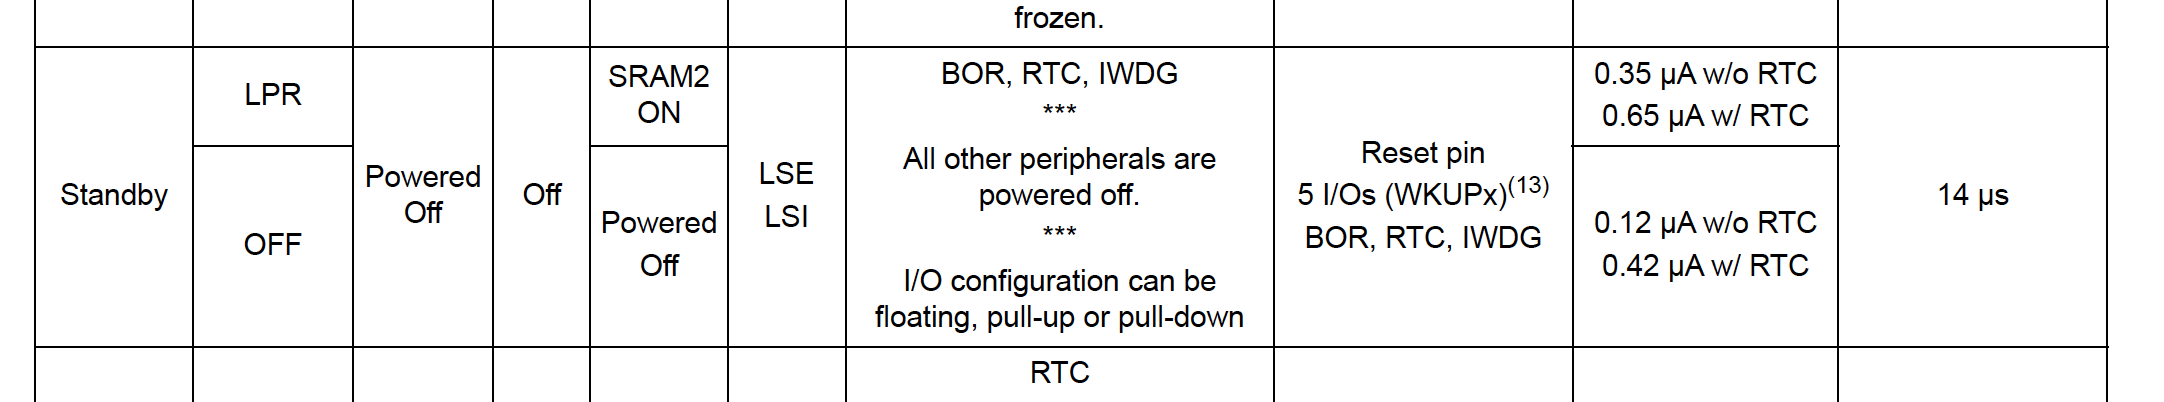 frozen.
Standby
LPR
OFF
Powered
Off
Off
SRAM2
ON
Powered
Off
LSE
LSI
BOR, RTC, IWDG
***
All other peripherals are
powered off.
***
I/O configuration can be
floating, pull-up or pull-down
Reset pin
5 I/Os (WKUPx)(13)
BOR, RTC, IWDG
0.35 µA w/o RTC
0.65 µA w/ RTC
0.12 µA w/o RTC
0.42 µA w/ RTC
14 µs
RTC